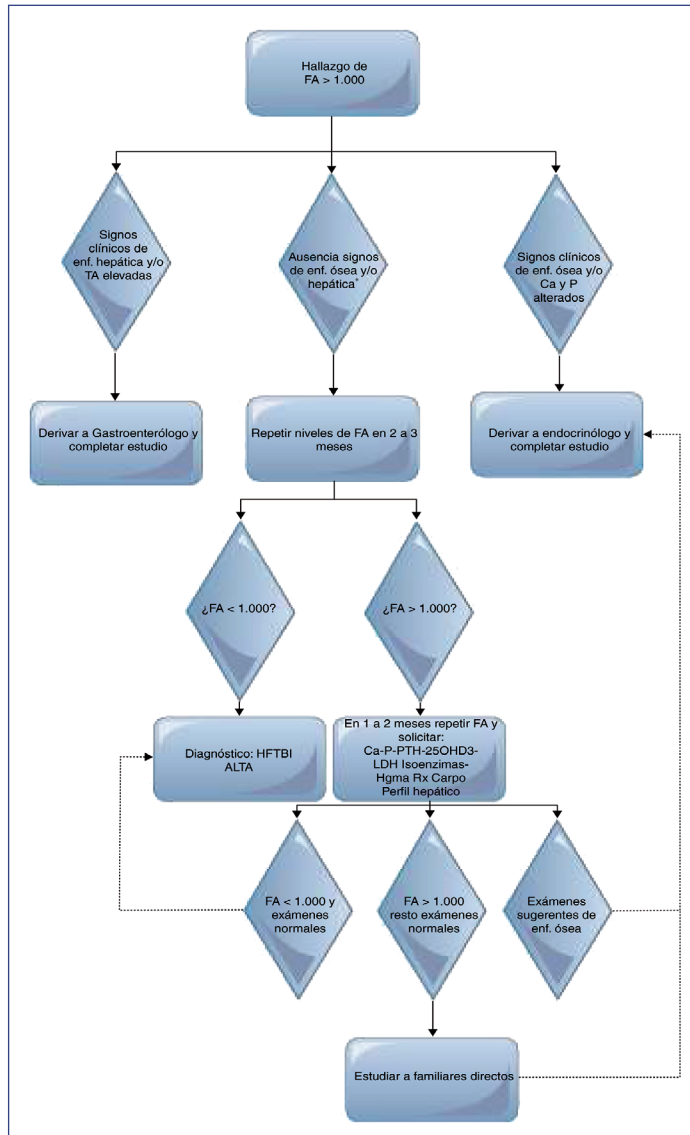 Hallazgo de
FA > 1.000
Signos
clínicos de
enf. hepática y/o
TA elevadas
Ausencia signos
de enf. ósea y/o
hepática*
Signos clínicos
de enf. ósea y/o
Ca y P
alterados
Derivar a Gastroenterólogo y
completar estudio
Repetir niveles de FA en 2 a 3
meses
Derivar a endocrinólogo y
completar estudio
¿FA < 1.000?
¿FA > 1.000?
Diagnóstico: HFTBI
ALTA
En 1 a 2 meses repetir FA y
solicitar:
Ca-P-PTH-25OHD3-
LDH Isoenzimas-
Hgma Rx Carpo
Perfil hepático
FA < 1.000 y
exámenes
normales
FA > 1.000
resto exámenes
normales
Exámenes
sugerentes de
enf. ósea
Estudiar a familiares directos